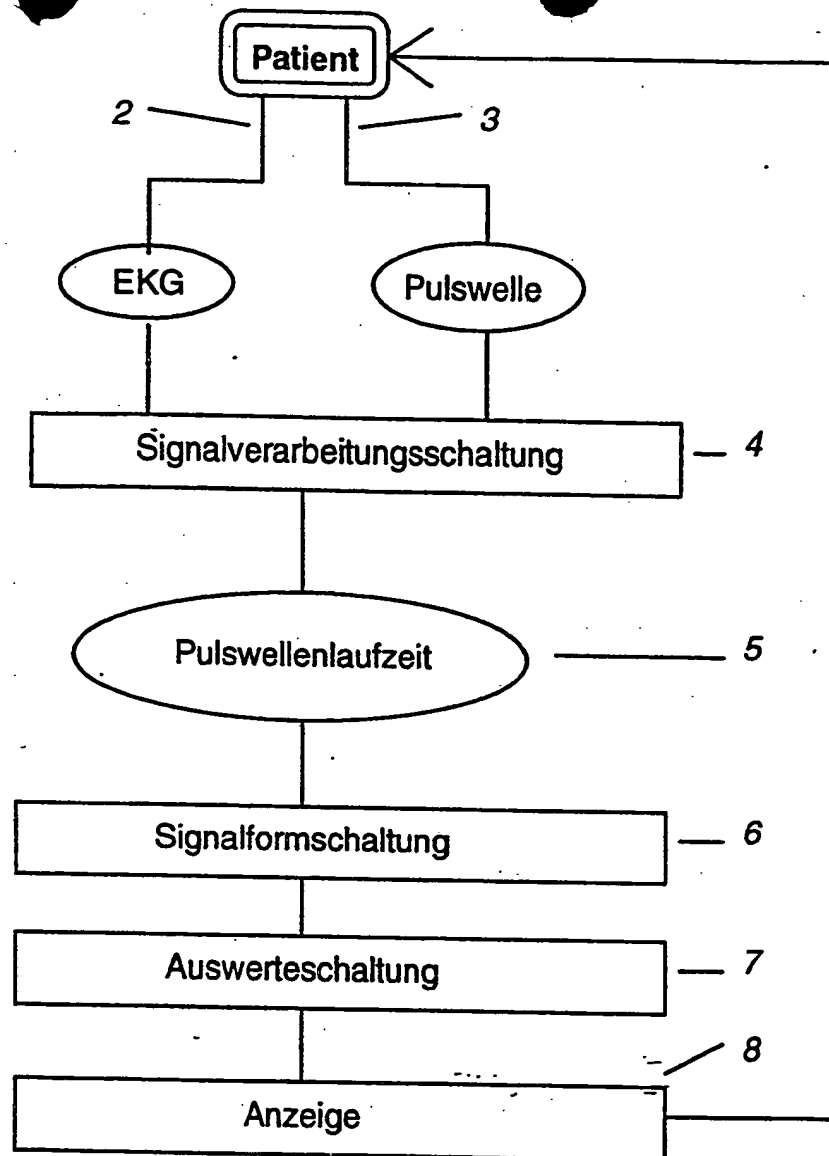 Patient
2
3
EKG
Pulswelle
Signalverarbeitungsschaltung
4
Pulswellenlaufzeit
5
Signalformschaltung
6
Auswerteschaltung
7
8
Anzeige